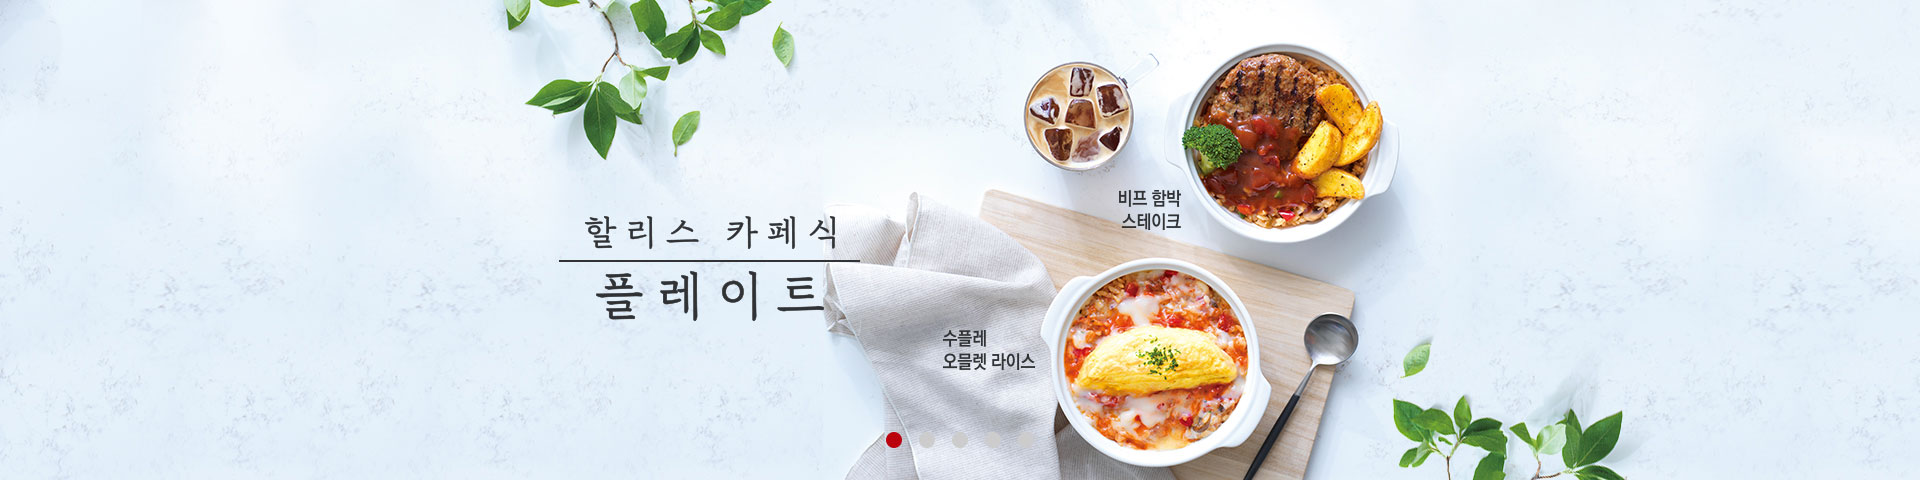 할리스 카페식
플레이트
비프 함박
스테이크
수플레
오믈렛 라이스